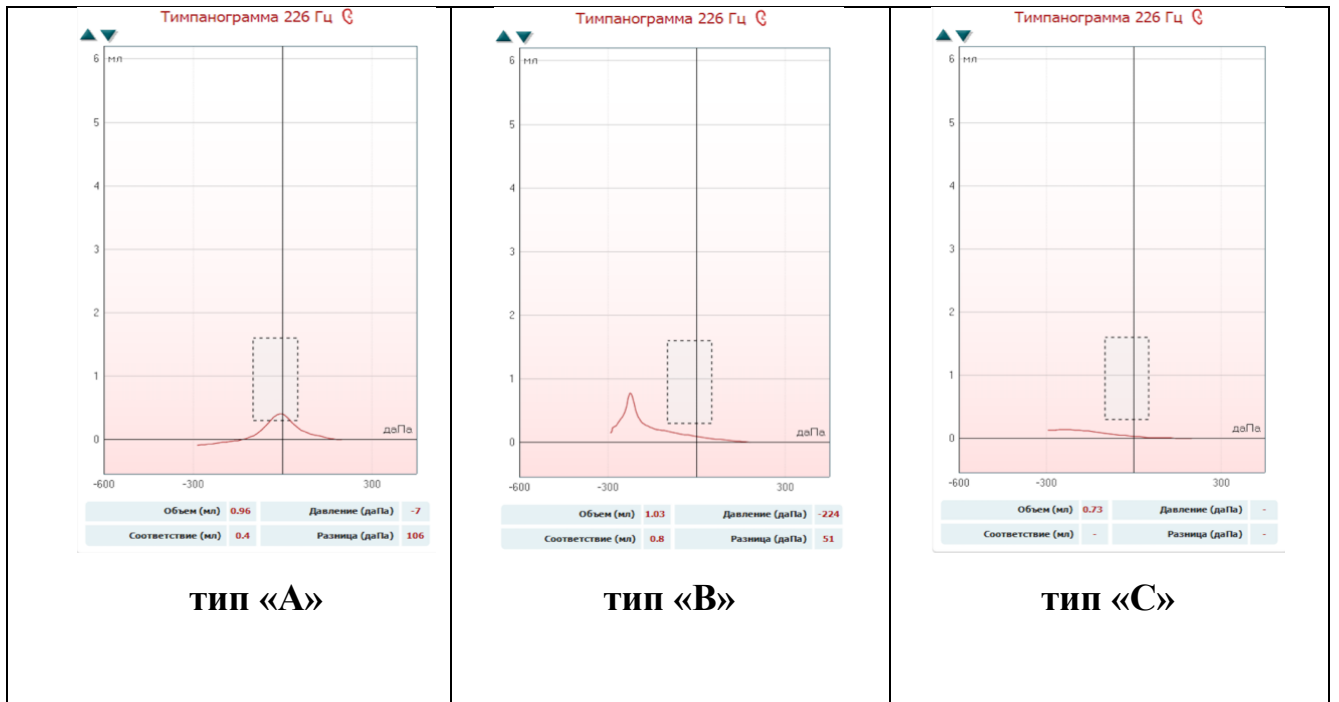 Тимпанограмма 226 Гц
6 мл
5
4
3
2
1
0
даПа
-600 -300 300
Объем (мл) 0.96 Давление (даПа) -7
Соответствие (мл) 0.4 Разница (даПа) 106
тип «А»
Тимпанограмма 226 Гц
6 мл
5
4
3
2
1
0
даПа
-600 -300 300
Объем (мл) 1.03 Давление (даПа) -224
Соответствие (мл) 0.8 Разница (даПа) 51
тип «В»
Тимпанограмма 226 Гц
6 мл
5
4
3
2
1
0
даПа
-600 -300 300
Объем (мл) 0.73 Давление (даПа) -
Соответствие (мл) - Разница (даПа) -
тип «С»